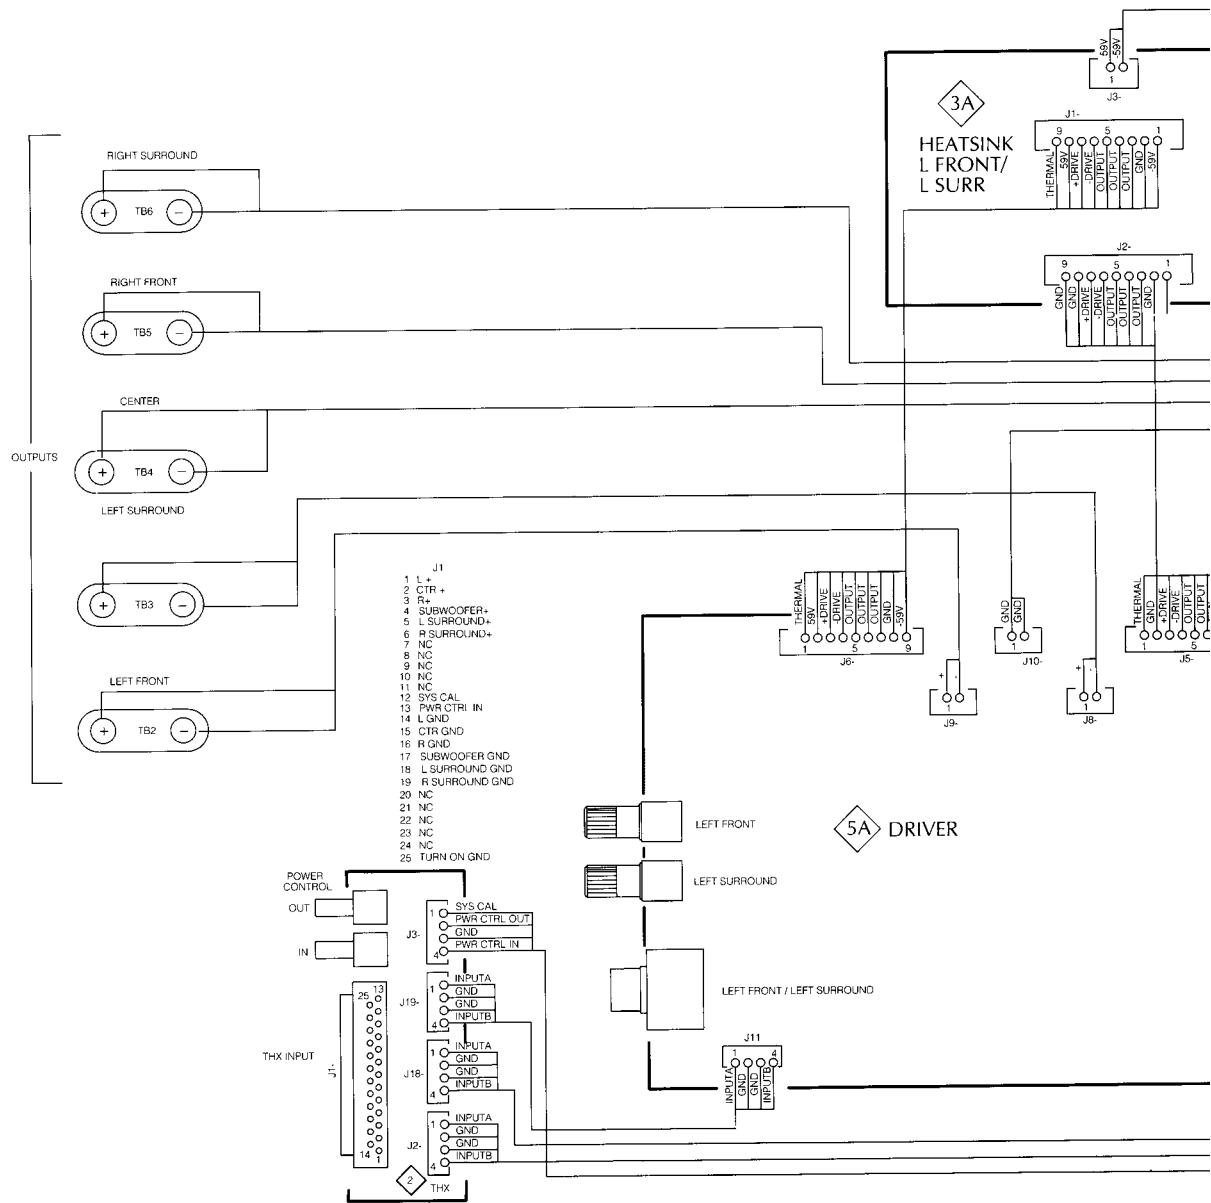 59V
-59V
1
J3-
3A
HEATSINK
L FRONT/
L SURR
J1-
9 5 1
THERMAL
59V
+DRIVE
-DRIVE
OUTPUT
OUTPUT
OUTPUT
GND
-59V
J2-
9 5 1
GND
GND
+DRIVE
-DRIVE
OUTPUT
OUTPUT
OUTPUT
GND
OUTPUTS
RIGHT SURROUND
+ TB6 -
RIGHT FRONT
+ TB5 -
CENTER
+ TB4 -
LEFT SURROUND
+ TB3 -
LEFT FRONT
+ TB2 -
J1
1 L +
2 CTR +
3 R+
4 SUBWOOFER+
5 L SURROUND+
6 R SURROUND+
7 NC
8 NC
9 NC
10 NC
11 NC
12 SYS CAL
13 PWR CTRL IN
14 L GND
15 CTR GND
16 R GND
17 SUBWOOFER GND
18 L SURROUND GND
19 R SURROUND GND
20 NC
21 NC
22 NC
23 NC
24 NC
25 TURN ON GND
THERMAL
59V
+DRIVE
-DRIVE
OUTPUT
OUTPUT
OUTPUT
GND
-59V
1 5 9
J6-
+ -
1
J9-
GND
GND
1
J10-
+ -
1
J8-
THERMAL
GND
+DRIVE
-DRIVE
OUTPUT
OUTPUT
1 5
J5-
LEFT FRONT
LEFT SURROUND
5A DRIVER
LEFT FRONT / LEFT SURROUND
J11
1 4
INPUTA
GND
GND
INPUTB
POWER
CONTROL
OUT
IN
J3-
1 SYS CAL
PWR CTRL OUT
GND
4 PWR CTRL IN
J19-
1 INPUTA
GND
GND
4 INPUTB
J18-
1 INPUTA
GND
GND
4 INPUTB
J2-
1 INPUTA
GND
GND
4 INPUTB
THX INPUT
J1-
25 13
14 1
2 THX